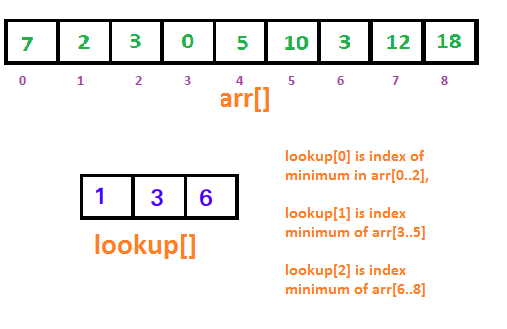 7 2 3 0 5 10 3 12 18
0 1 2 3 4 5 6 7 8
arr[]
lookup[0] is index of
minimum in arr[0..2],
1 3 6
lookup[1] is index
minimum of arr[3..5]
lookup[]
lookup[2] is index
minimum of arr[6..8]